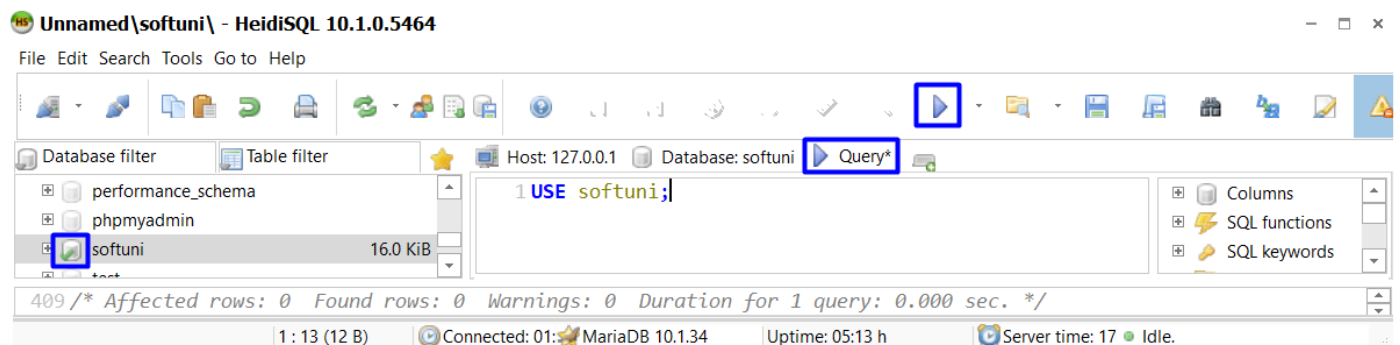 Unnamed\softuni\ - HeidiSQL 10.1.0.5464
File Edit Search Tools Go to Help
Database filter Table filter Host: 127.0.0.1 Database: softuni Query*
performance_schema
phpmyadmin
softuni 16.0 KiB
test
1 USE softuni;
Columns
SQL functions
SQL keywords
409 /* Affected rows: 0 Found rows: 0 Warnings: 0 Duration for 1 query: 0.000 sec. */
1 : 13 (12 B) Connected: 01: MariaDB 10.1.34 Uptime: 05:13 h Server time: 17 Idle.